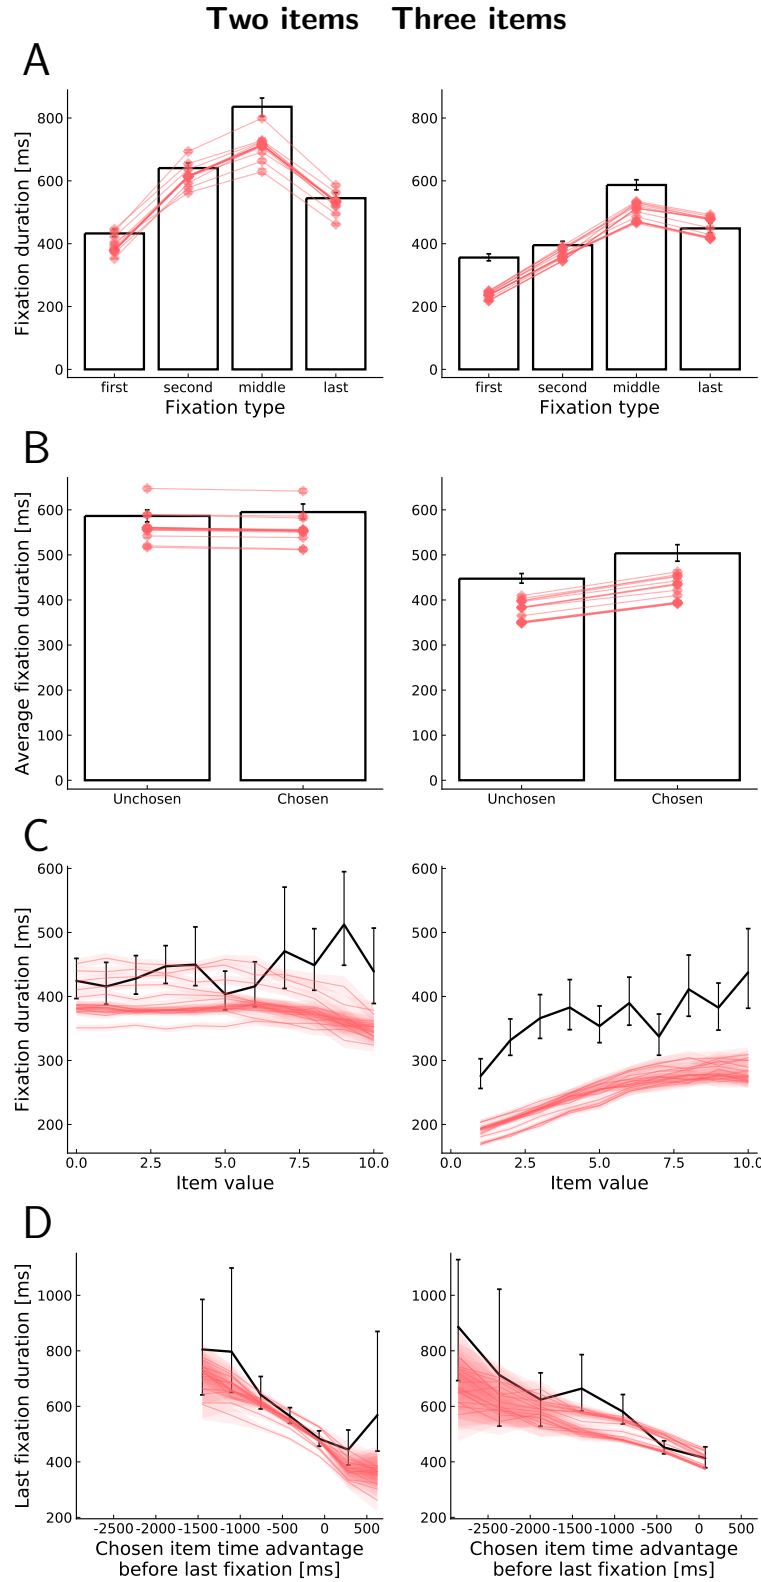 Two items Three items
A
Fixation duration [ms]
800
600
400
200
0
first second middle last
Fixation type
800
600
400
200
0
first second middle last
Fixation type
B
Average fixation duration [ms]
600
500
400
300
200
100
0
Unchosen Chosen
600
500
400
300
200
100
0
Unchosen Chosen
C
Fixation duration [ms]
600
500
400
300
200
0.0 2.5 5.0 7.5 10.0
Item value
600
500
400
300
200
0.0 2.5 5.0 7.5 10.0
Item value
D
Last fixation duration [ms]
1000
800
600
400
200
-2500 -2000 -1500 -1000 -500 0 500
Chosen item time advantage
before last fixation [ms]
1000
800
600
400
200
-2500 -2000 -1500 -1000 -500 0 500
Chosen item time advantage
before last fixation [ms]